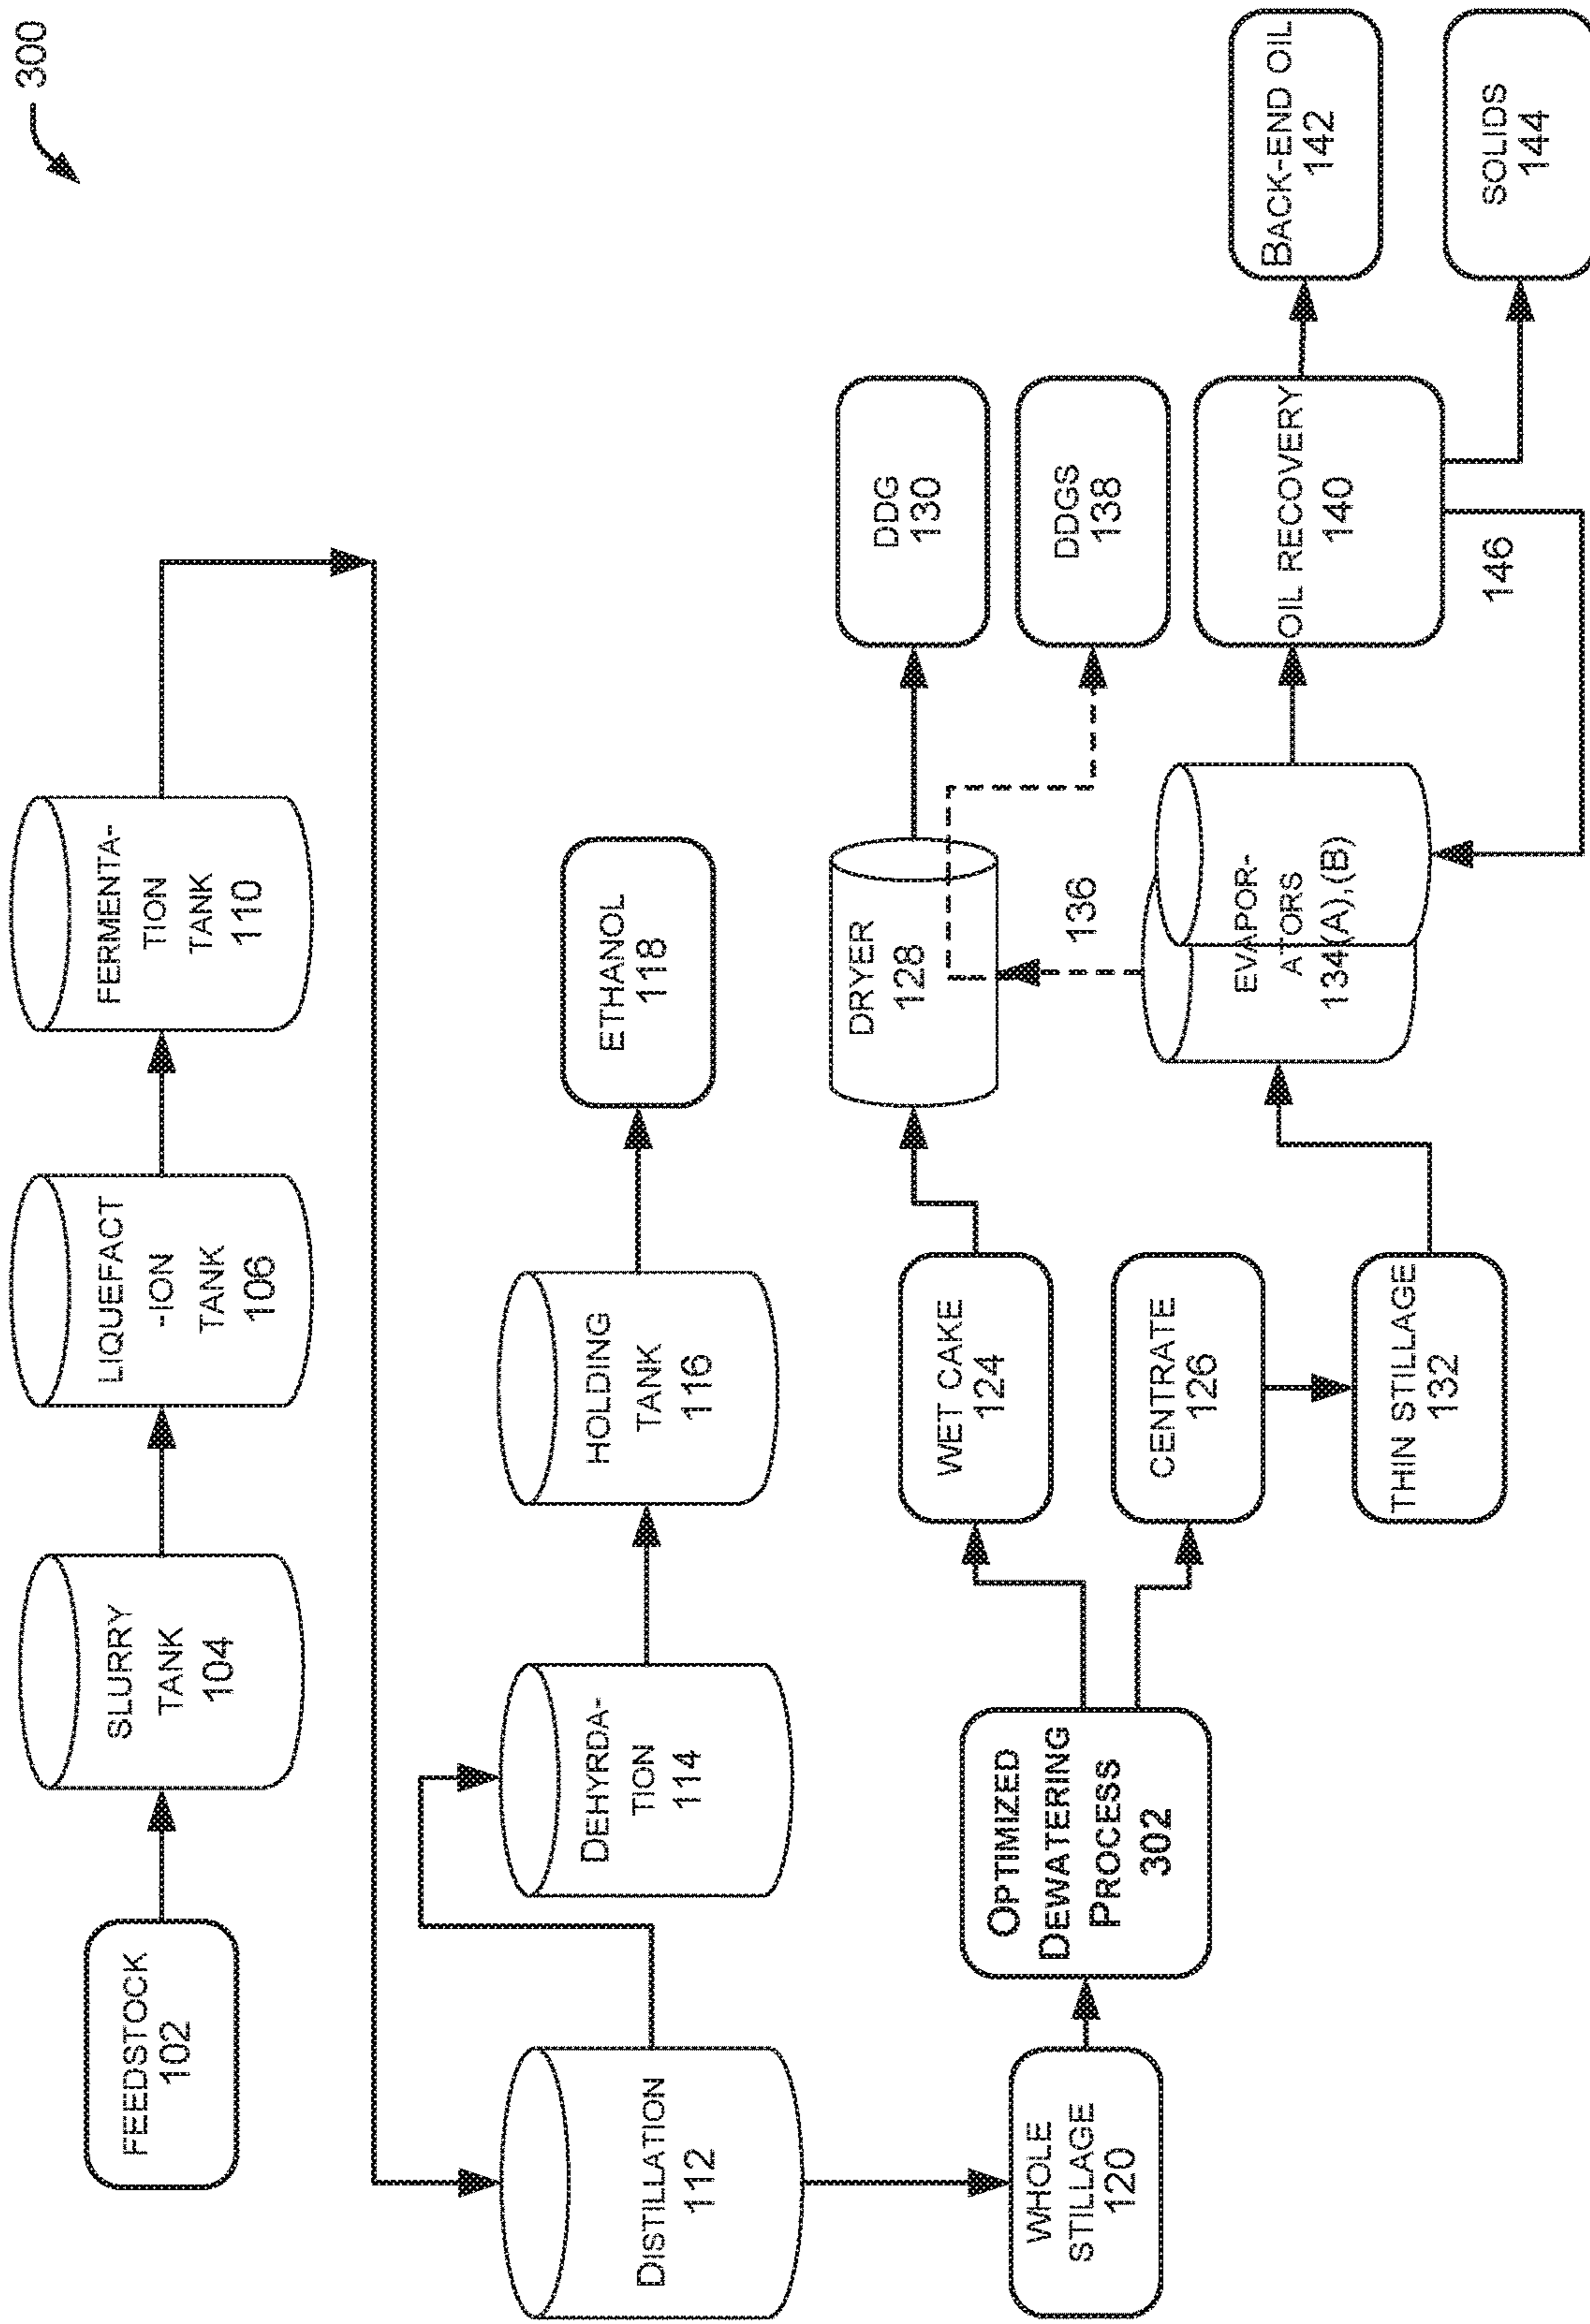 300
FEEDSTOCK
102
SLURRY
TANK
104
LIQUEFACT
-ION
TANK
106
FERMENTA-
TION
TANK
110
DISTILLATION
112
DEHYRDA-
TION
114
HOLDING
TANK
116
ETHANOL
118
WHOLE
STILLAGE
120
OPTIMIZED
DEWATERING
PROCESS
302
WET CAKE
124
CENTRATE
126
THIN STILLAGE
132
DRYER
128
136
EVAPOR-
ATORS
134(A),(B)
DDG
130
DDGS
138
OIL RECOVERY
140
146
BACK-END OIL
142
SOLIDS
144